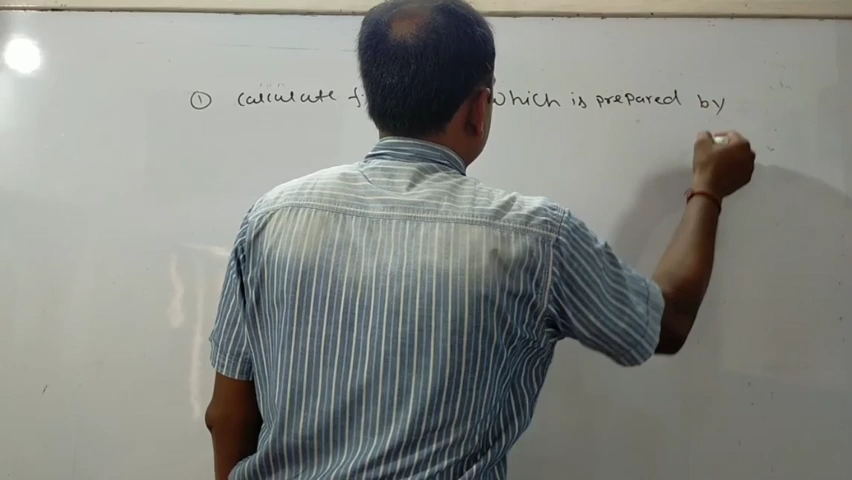 ① Calculate which is prepared by